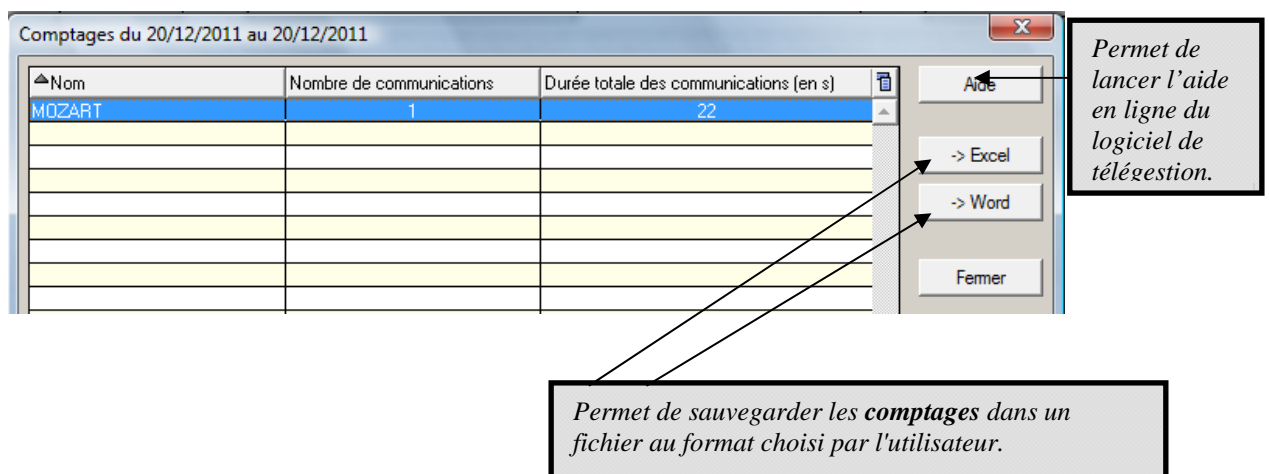 Comptages du 20/12/2011 au 20/12/2011
Nom Nombre de communications Durée totale des communications (en s)
MOZART 1 22
Aide
-> Excel
-> Word
Fermer
Permet de
lancer l'aide
en ligne du
logiciel de
télégestion.
Permet de sauvegarder les comptages dans un
fichier au format choisi par l'utilisateur.